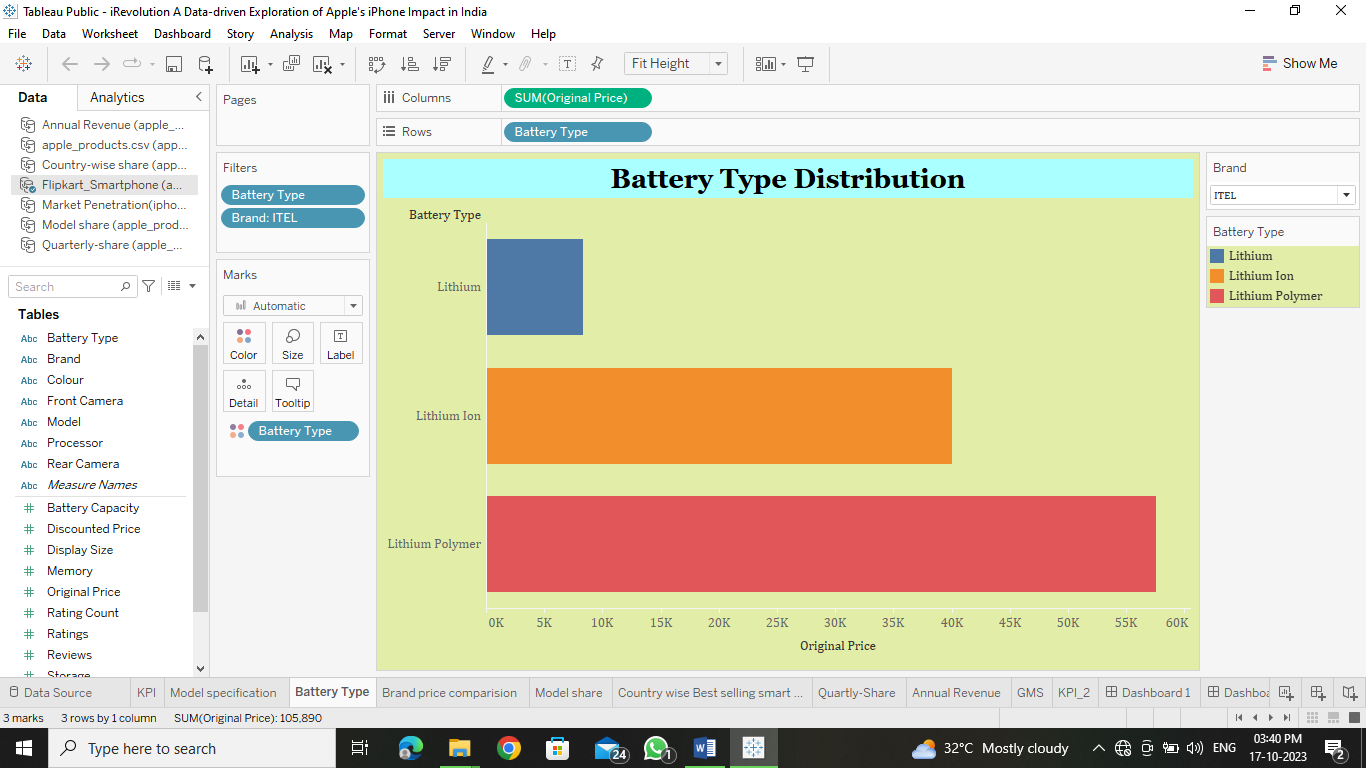 Tableau Public - iRevolution A Data-driven Exploration of Apple's iPhone Impact in India
File Data Worksheet Dashboard Story Analysis Map Format Server Window Help
Fit Height
Show Me
Data Analytics
Annual Revenue (apple_...
apple_products.csv (app...
Country-wise share (app...
Flipkart_Smartphone (a...
Market Penetration(ipho...
Model share (apple_prod...
Quarterly-share (apple_...
Search
Tables
Abc Battery Type
Abc Brand
Abc Colour
Abc Front Camera
Abc Model
Abc Processor
Abc Rear Camera
Abc Measure Names
# Battery Capacity
# Discounted Price
# Display Size
# Memory
# Original Price
# Rating Count
# Ratings
# Reviews
Storage
Pages
Filters
Battery Type
Brand: ITEL
Marks
Automatic
Color Size Label
Detail Tooltip
Battery Type
Columns SUM(Original Price)
Rows Battery Type
Battery Type Distribution
Battery Type
Lithium
Lithium Ion
Lithium Polymer
0K 5K 10K 15K 20K 25K 30K 35K 40K 45K 50K 55K 60K
Original Price
Brand
ITEL
Battery Type
Lithium
Lithium Ion
Lithium Polymer
Data Source KPI Model specification Battery Type Brand price comparision Model share Country wise Best selling smart ... Quartly-Share Annual Revenue GMS KPI_2 Dashboard 1 Dashboa
3 marks 3 rows by 1 column SUM(Original Price): 105,890
Type here to search 24 1 32°C Mostly cloudy ENG 03:40 PM
17-10-2023 2